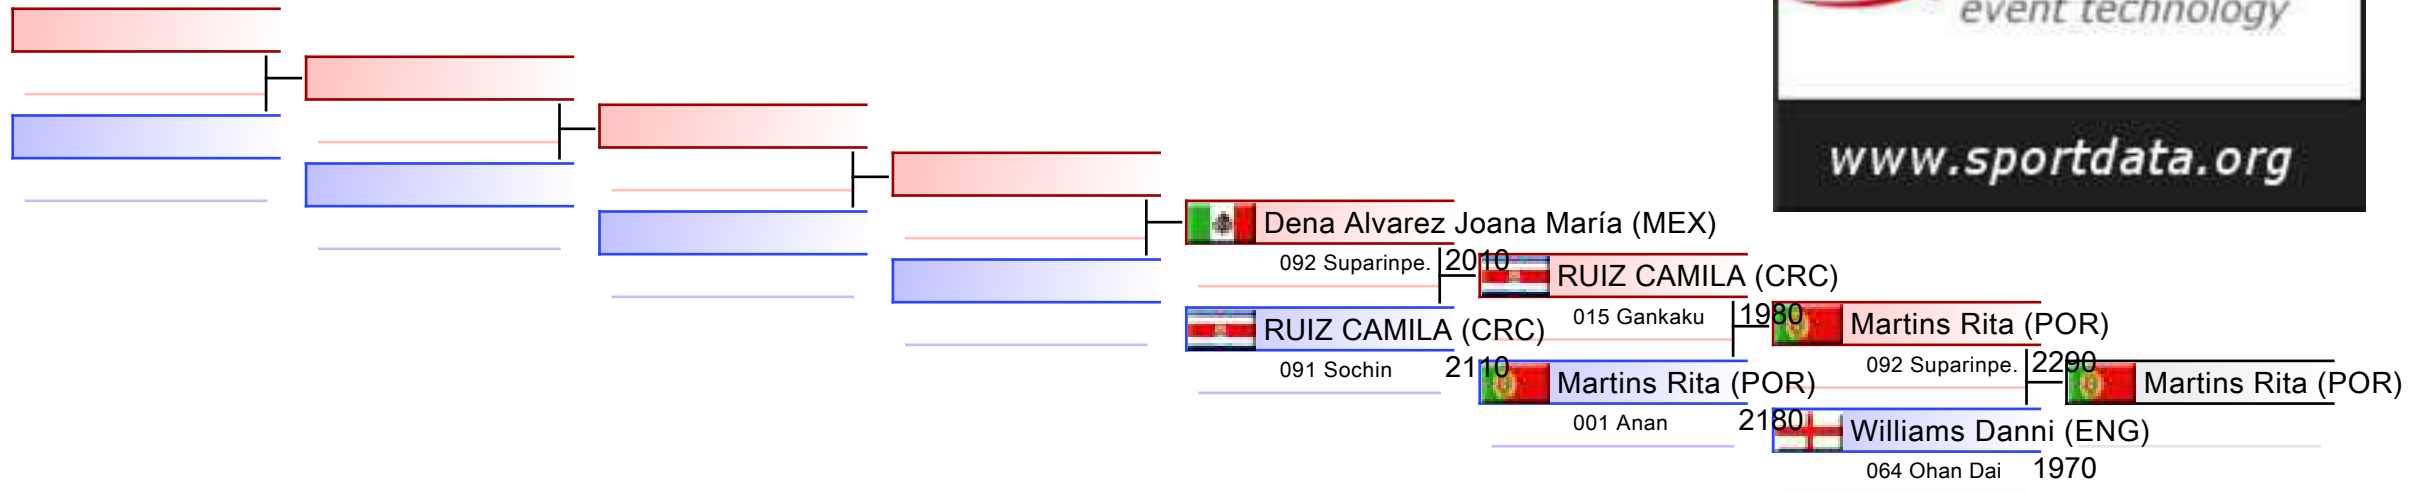 event technology
www.sportdata.org
Dena Alvarez Joana María (MEX)
092 Suparinpe. 2010
RUIZ CAMILA (CRC)
091 Sochin 2110
RUIZ CAMILA (CRC)
015 Gankaku 1980
Martins Rita (POR)
001 Anan 2180
Martins Rita (POR)
092 Suparinpe. 2290
Williams Danni (ENG)
064 Ohan Dai 1970
Martins Rita (POR)